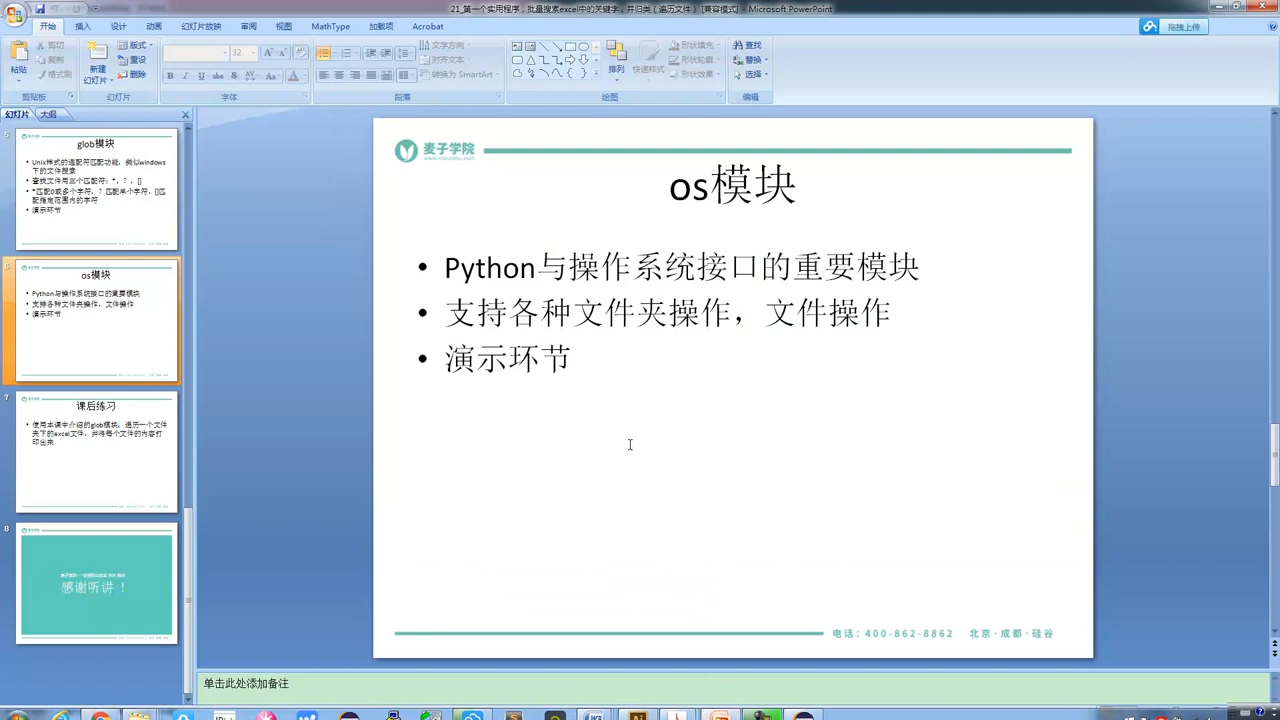 21_第一个实用程序，批量搜索excel中的关键字，并归类（遍历文件） [兼容模式] - Microsoft PowerPoint
开始 插入 设计 动画 幻灯片放映 审阅 视图 MathType 加载项 Acrobat 拖拽上传
剪切 版式 32 文字方向 形状填充 查找
复制 重设 对齐文本 形状轮廓 替换
粘贴 格式刷 新建 幻灯片 删除 转换为 SmartArt 排列 快速样式 形状效果 选择
剪贴板 幻灯片 字体 段落 绘图 编辑
幻灯片 大纲
5
glob模块
• Unix样式的通配符匹配功能，类似windows
下的文件搜索
• 查找文件用三个匹配符：*，?，[]
• *匹配0或多个字符，? 匹配单个字符，[]匹
配指定范围内的字符
• 演示环节
6
os模块
• Python与操作系统接口的重要模块
• 支持各种文件夹操作，文件操作
• 演示环节
7
课后练习
• 使用本课中介绍的glob模块，遍历一个文件
夹下的excel文件，并将每个文件的内容打
印出来
8
感谢听讲！
麦子学院
www.maiziedu.com
os模块
• Python与操作系统接口的重要模块
• 支持各种文件夹操作，文件操作
• 演示环节
电话：400-862-8862 北京·成都·硅谷
单击此处添加备注